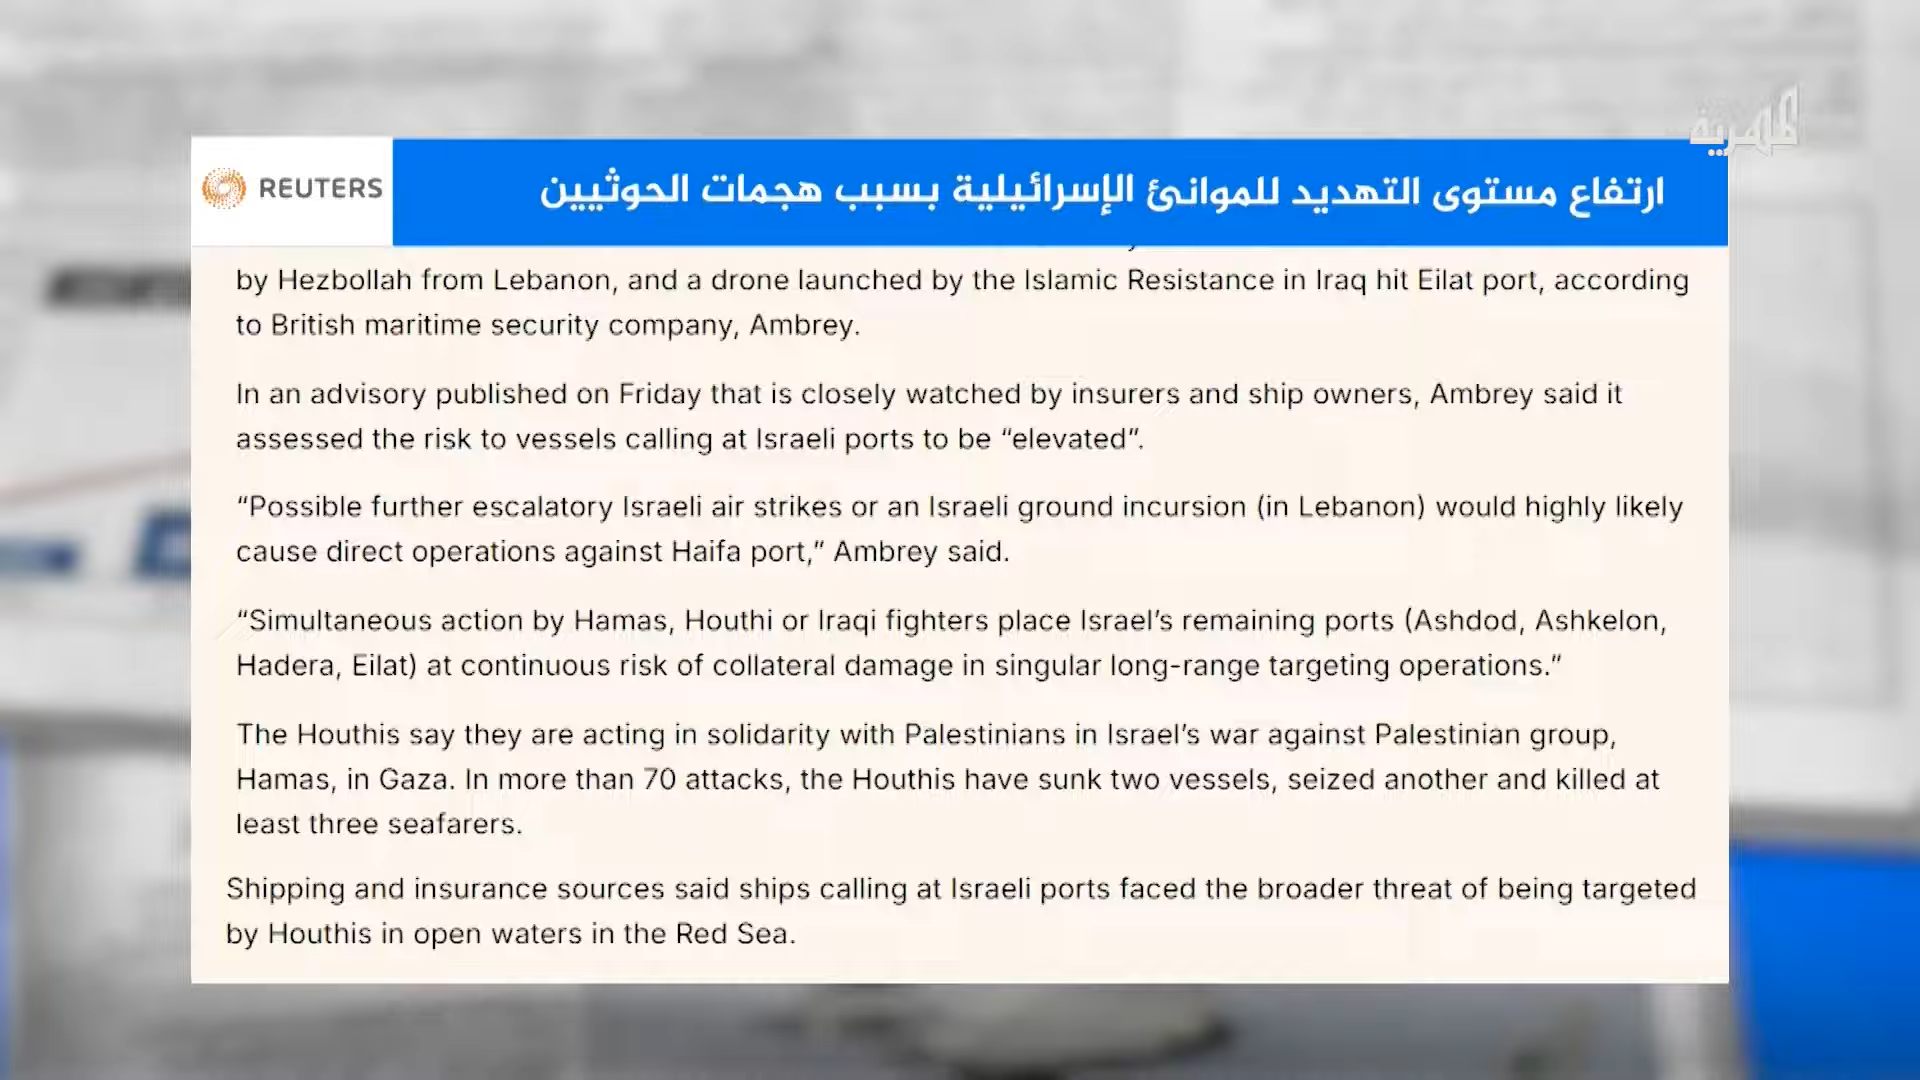 المهرية
REUTERS
ارتفاع مستوى التهديد للموانئ الإسرائيلية بسبب هجمات الحوثيين
by Hezbollah from Lebanon, and a drone launched by the Islamic Resistance in Iraq hit Eilat port, according
to British maritime security company, Ambrey.
In an advisory published on Friday that is closely watched by insurers and ship owners, Ambrey said it
assessed the risk to vessels calling at Israeli ports to be “elevated”.
“Possible further escalatory Israeli air strikes or an Israeli ground incursion (in Lebanon) would highly likely
cause direct operations against Haifa port,” Ambrey said.
“Simultaneous action by Hamas, Houthi or Iraqi fighters place Israel’s remaining ports (Ashdod, Ashkelon,
Hadera, Eilat) at continuous risk of collateral damage in singular long-range targeting operations.”
The Houthis say they are acting in solidarity with Palestinians in Israel’s war against Palestinian group,
Hamas, in Gaza. In more than 70 attacks, the Houthis have sunk two vessels, seized another and killed at
least three seafarers.
Shipping and insurance sources said ships calling at Israeli ports faced the broader threat of being targeted
by Houthis in open waters in the Red Sea.